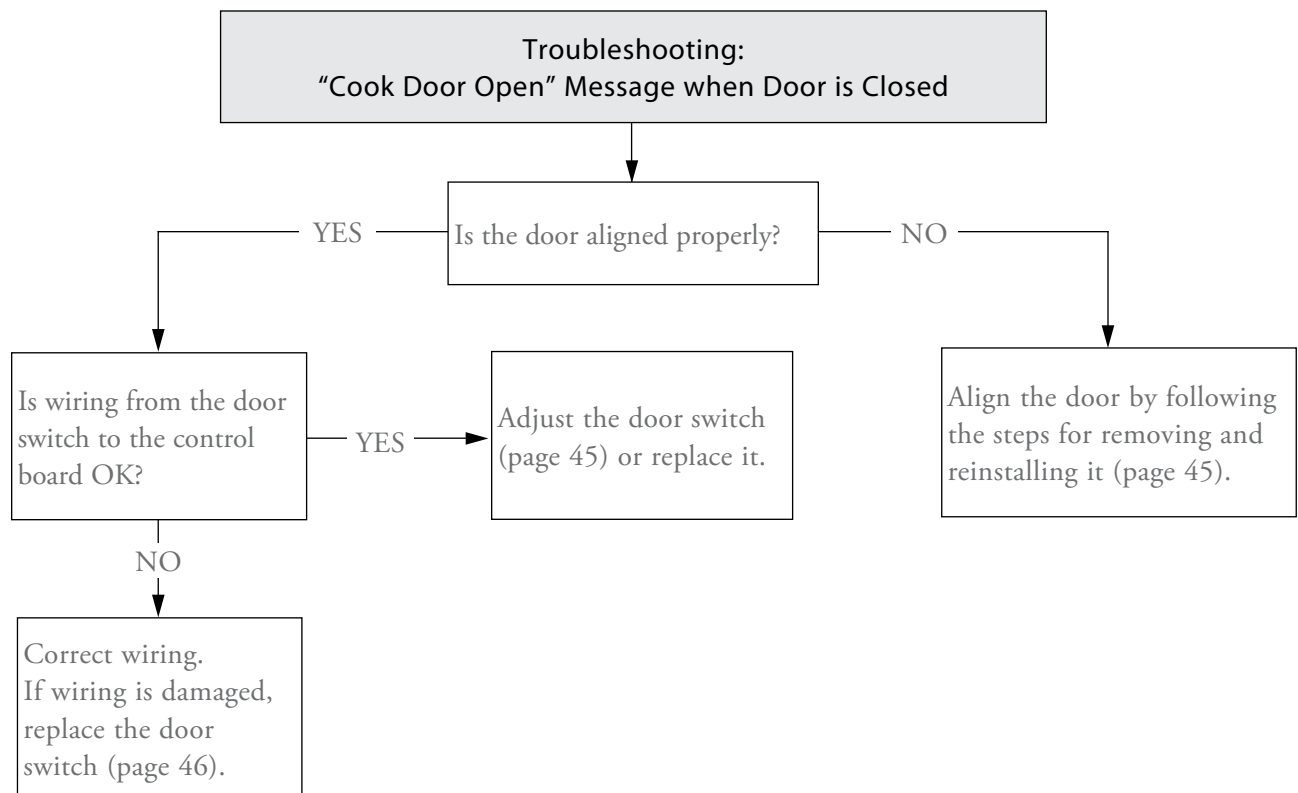 Troubleshooting:
“Cook Door Open” Message when Door is Closed
YES
Is the door aligned properly?
NO
Is wiring from the door
switch to the control
board OK?
YES
Adjust the door switch
(page 45) or replace it.
Align the door by following
the steps for removing and
reinstalling it (page 45).
NO
Correct wiring.
If wiring is damaged,
replace the door
switch (page 46).